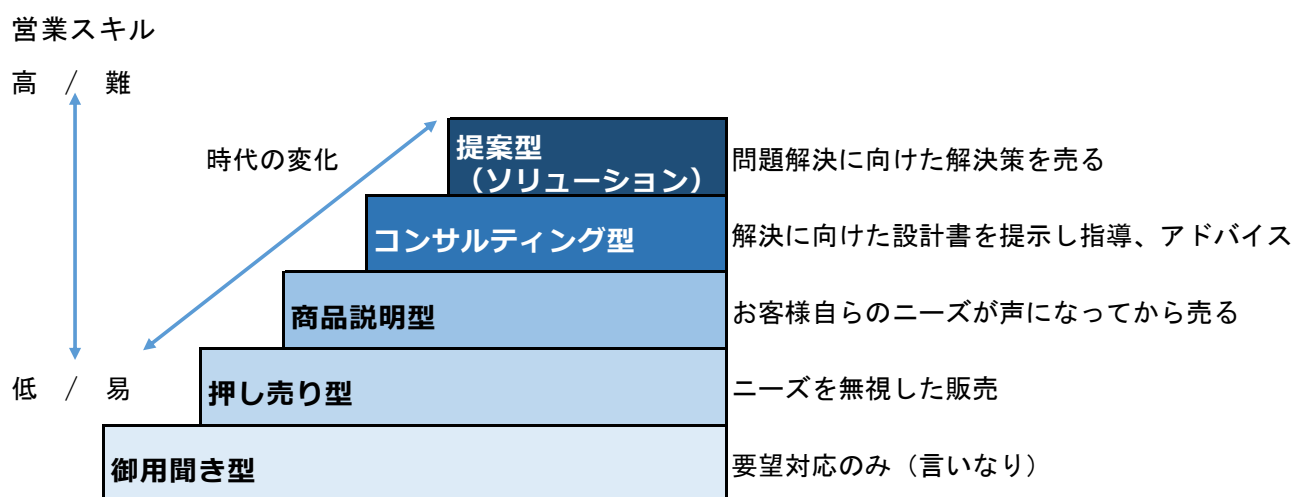 営業スキル
高 / 難
時代の変化
提案型
（ソリューション）
問題解決に向けた解決策を売る
コンサルティング型
解決に向けた設計書を提示し指導、アドバイス
商品説明型
お客様自らのニーズが声になってから売る
低 / 易
押し売り型
ニーズを無視した販売
御用聞き型
要望対応のみ（言いなり）